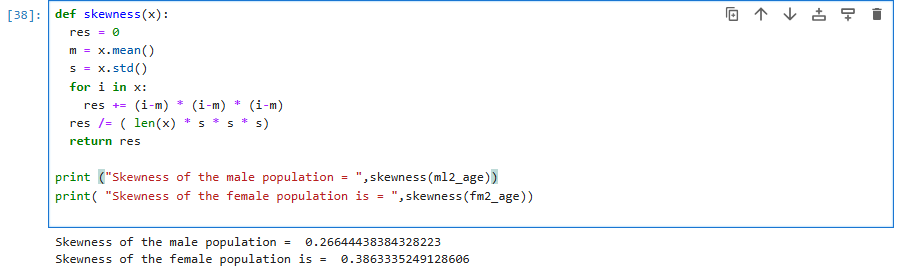 [38]: def skewness(x):
res = 0
m = x.mean()
s = x.std()
for i in x:
res += (i-m) * (i-m) * (i-m)
res /= ( len(x) * s * s * s)
return res
print ("Skewness of the male population = ",skewness(ml2_age))
print( "Skewness of the female population is = ",skewness(fm2_age))
Skewness of the male population =  0.26644438384328223
Skewness of the female population is =  0.3863335249128606